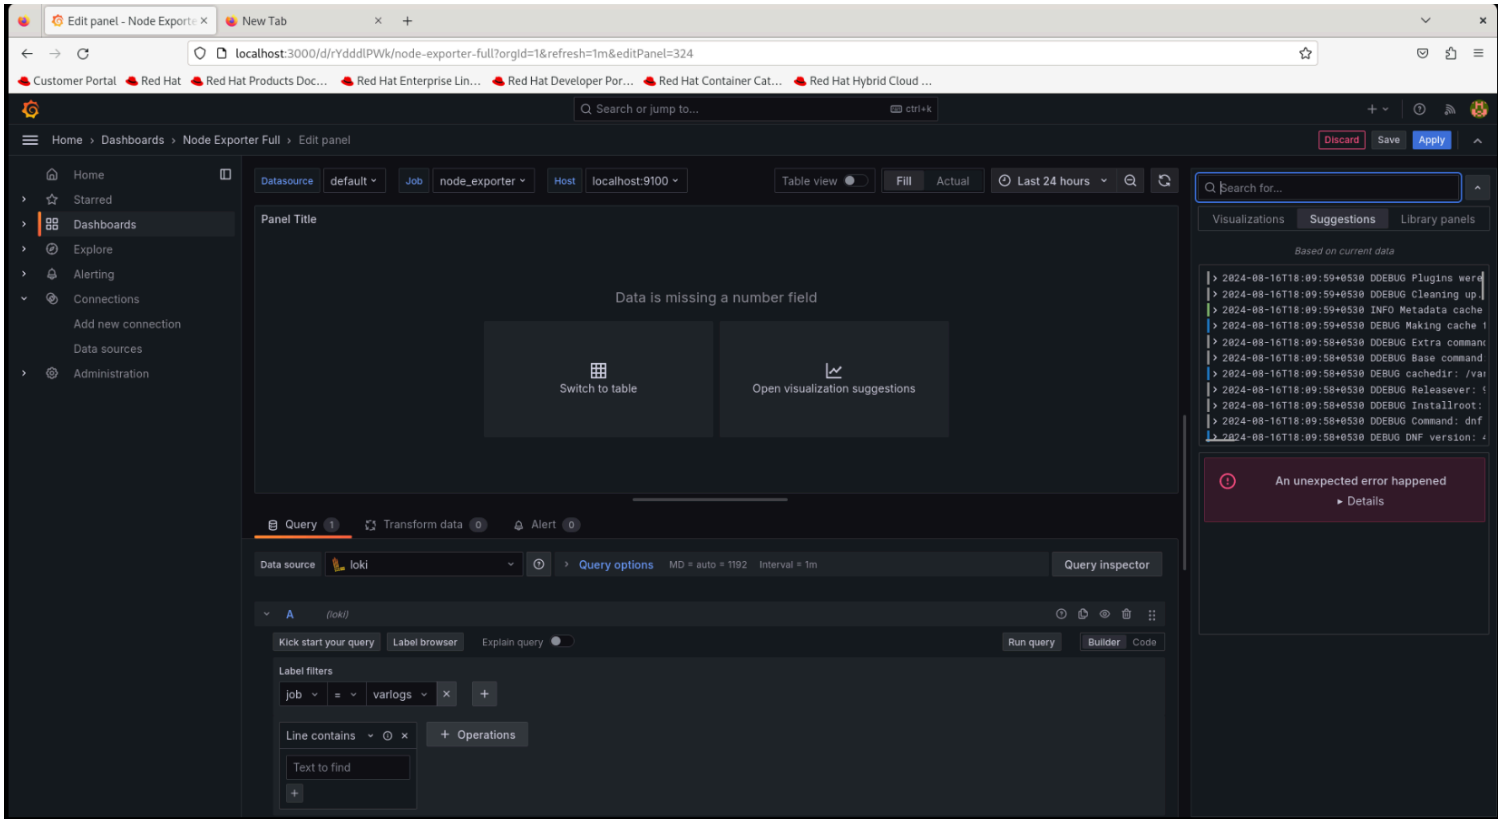 Edit panel - Node Exporte
New Tab
localhost:3000/d/rYdddlPWk/node-exporter-full?orgId=1&refresh=1m&editPanel=324
Customer Portal Red Hat Red Hat Products Doc... Red Hat Enterprise Lin... Red Hat Developer Por... Red Hat Container Cat... Red Hat Hybrid Cloud ...
Search or jump to... ctrl+k
Home › Dashboards › Node Exporter Full › Edit panel
Discard Save Apply
Home
Starred
Dashboards
Explore
Alerting
Connections
Add new connection
Data sources
Administration
Datasource default Job node_exporter Host localhost:9100
Table view Fill Actual Last 24 hours
Panel Title
Data is missing a number field
Switch to table
Open visualization suggestions
Query 1 Transform data 0 Alert 0
Data source loki Query options MD = auto = 1192 Interval = 1m Query inspector
A (loki)
Kick start your query Label browser Explain query Run query Builder Code
Label filters
job = varlogs × +
Line contains × + Operations
Text to find
+
Search for...
Visualizations Suggestions Library panels
Based on current data
2024-08-16T18:09:59+0530 DDEBUG Plugins were
2024-08-16T18:09:59+0530 DDEBUG Cleaning up.
2024-08-16T18:09:59+0530 INFO Metadata cache
2024-08-16T18:09:59+0530 DEBUG Making cache
2024-08-16T18:09:58+0530 DDEBUG Extra command
2024-08-16T18:09:58+0530 DDEBUG Base command:
2024-08-16T18:09:58+0530 DEBUG cachedir: /var
2024-08-16T18:09:58+0530 DDEBUG Releasever: 9
2024-08-16T18:09:58+0530 DDEBUG Installroot:
2024-08-16T18:09:58+0530 DDEBUG Command: dnf
2024-08-16T18:09:58+0530 DEBUG DNF version: 4
An unexpected error happened
Details